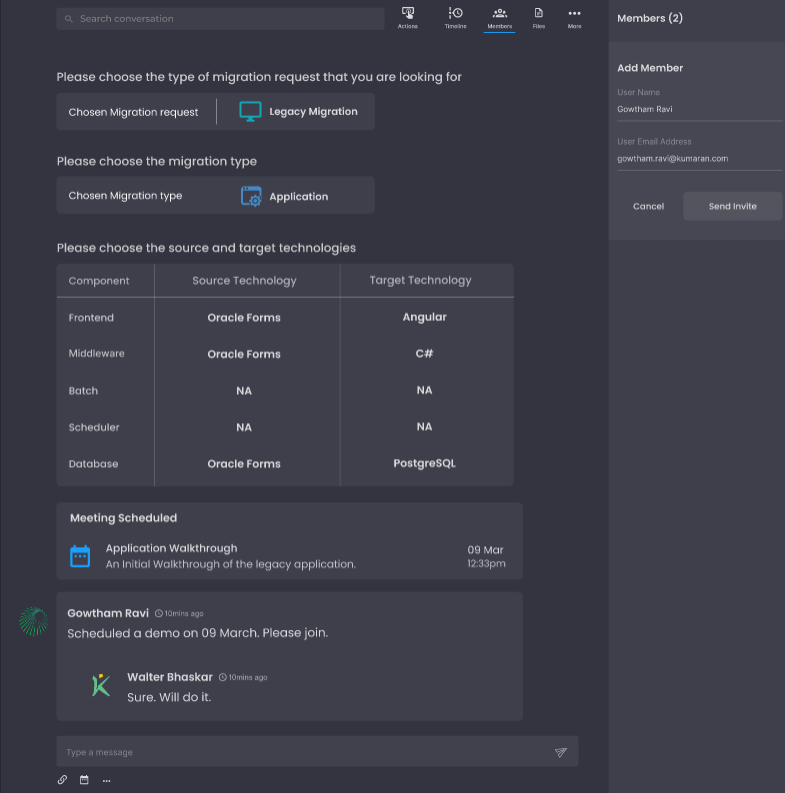 Search conversation
Actions
Timeline
Members
Files
More
Please choose the type of migration request that you are looking for
Chosen Migration request
Legacy Migration
Please choose the migration type
Chosen Migration type
Application
Please choose the source and target technologies
Component Source Technology Target Technology
Frontend Oracle Forms Angular
Middleware Oracle Forms C#
Batch NA NA
Scheduler NA NA
Database Oracle Forms PostgreSQL
Meeting Scheduled
Application Walkthrough 09 Mar
An Initial Walkthrough of the legacy application. 12:33pm
Gowtham Ravi 10mins ago
Scheduled a demo on 09 March. Please join.
Walter Bhaskar 10mins ago
Sure. Will do it.
Type a message
Members (2)
Add Member
User Name
Gowtham Ravi
User Email Address
gowtham.ravi@kumaran.com
Cancel
Send Invite